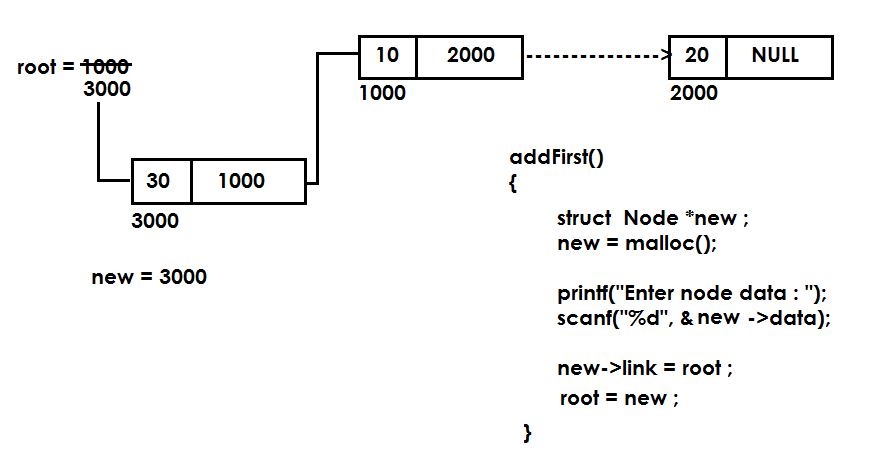 10 2000
20 NULL
root = 1000
3000
1000
2000
30 1000
3000
new = 3000
addFirst()
{
struct Node *new ;
new = malloc();
printf("Enter node data : ");
scanf("%d", & new ->data);
new->link = root ;
root = new ;
}